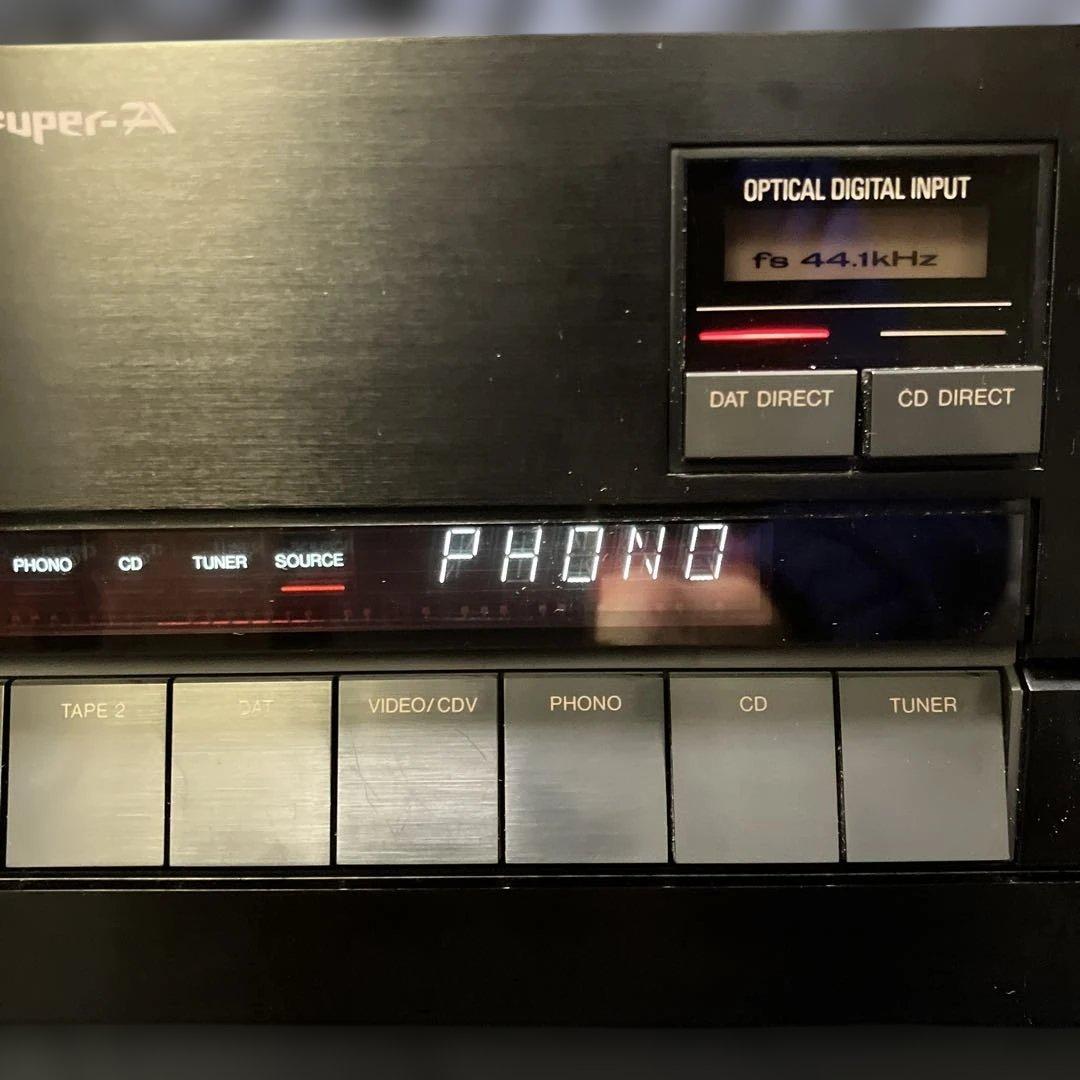 super-A
OPTICAL DIGITAL INPUT
fs 44.1kHz
DAT DIRECT CD DIRECT
PHONO CD TUNER SOURCE PHONO
TAPE 2 DAT VIDEO/CDV PHONO CD TUNER